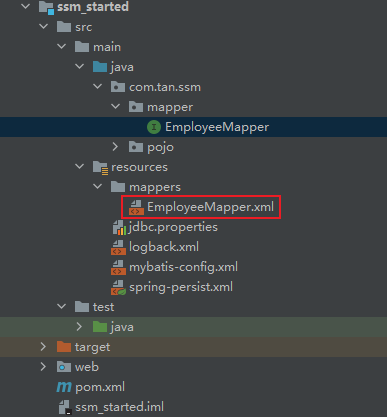 ssm_started
src
main
java
com.tan.ssm
mapper
EmployeeMapper
pojo
resources
mappers
EmployeeMapper.xml
jdbc.properties
logback.xml
mybatis-config.xml
spring-persist.xml
test
java
target
web
pom.xml
ssm_started.iml